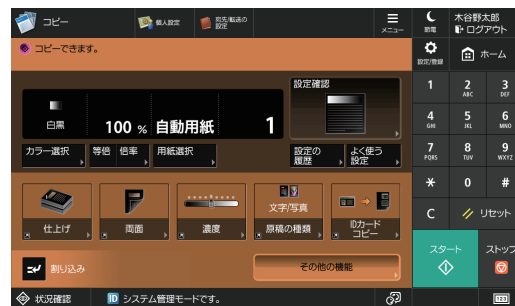 コピー
個人設定
宛先/転送の
設定
メニュー
節電
木谷野太郎
ログアウト
コピーできます。
設定/登録
ホーム
設定確認
白黒
100 %
自動用紙
1
カラー選択
等倍
倍率
用紙選択
設定の
履歴
よく使う
設定
仕上げ
両面
濃度
文字/写真
原稿の種類
IDカード
コピー
割り込み
その他の機能
状況確認
ID システム管理モードです。
1
2
ABC
3
DEF
4
GHI
5
JKL
6
MNO
7
PQRS
8
TUV
9
WXYZ
*
0
#
C
リセット
スタート
ストップ
123